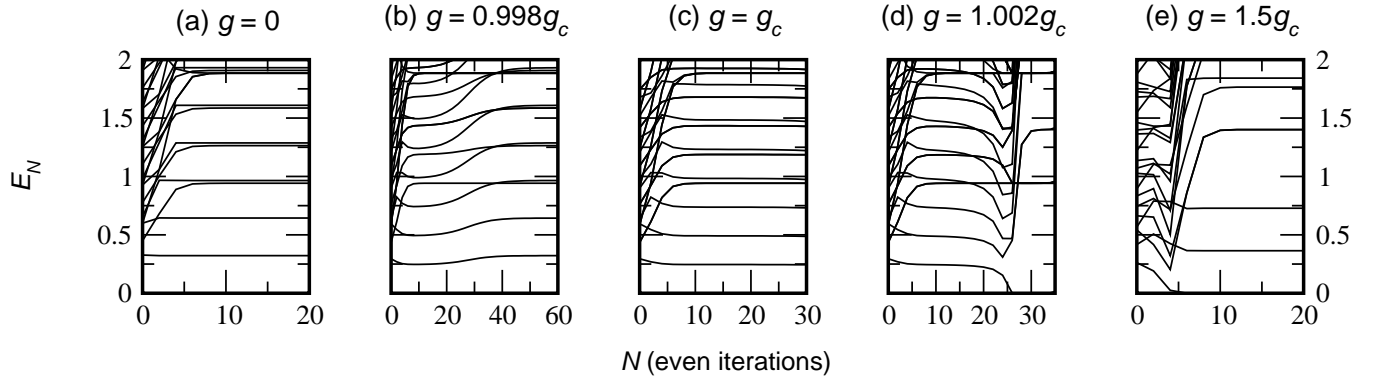 (a) g = 0 (b) g = 0.998g_c (c) g = g_c (d) g = 1.002g_c (e) g = 1.5g_c
2 2
1.5 1.5
E_N
1 1
0.5 0.5
0 0
0 10 20 0 20 40 60 0 10 20 30 0 10 20 30 0 10 20
N (even iterations)